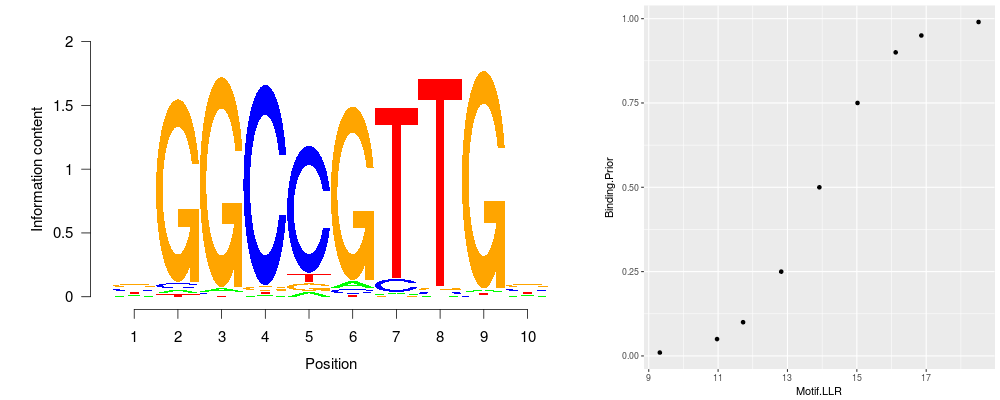 2
1.5
1
0.5
0
Information content
GGCCGTTG
1 2 3 4 5 6 7 8 9 10
Position
1.00
0.75
0.50
0.25
0.00
Binding.Prior
9 11 13 15 17
Motif.LLR